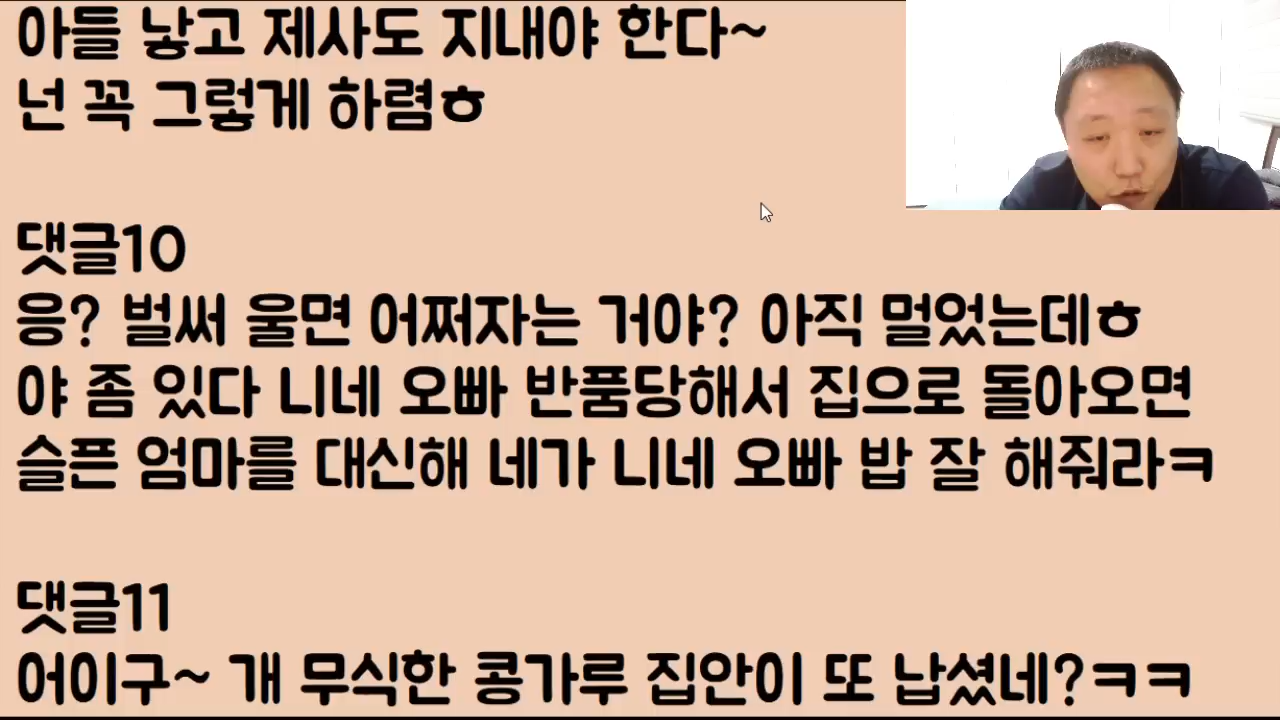 아들 낳고 제사도 지내야 한다~
넌 꼭 그렇게 하렴ㅎ
댓글10
응? 벌써 울면 어쩌자는 거야? 아직 멀었는데ㅎ
야 좀 있다 니네 오빠 반품당해서 집으로 돌아오면
슬픈 엄마를 대신해 네가 니네 오빠 밥 잘 해줘라ㅋ
댓글11
어이구~ 개 무식한 콩가루 집안이 또 납셨네?ㅋㅋ